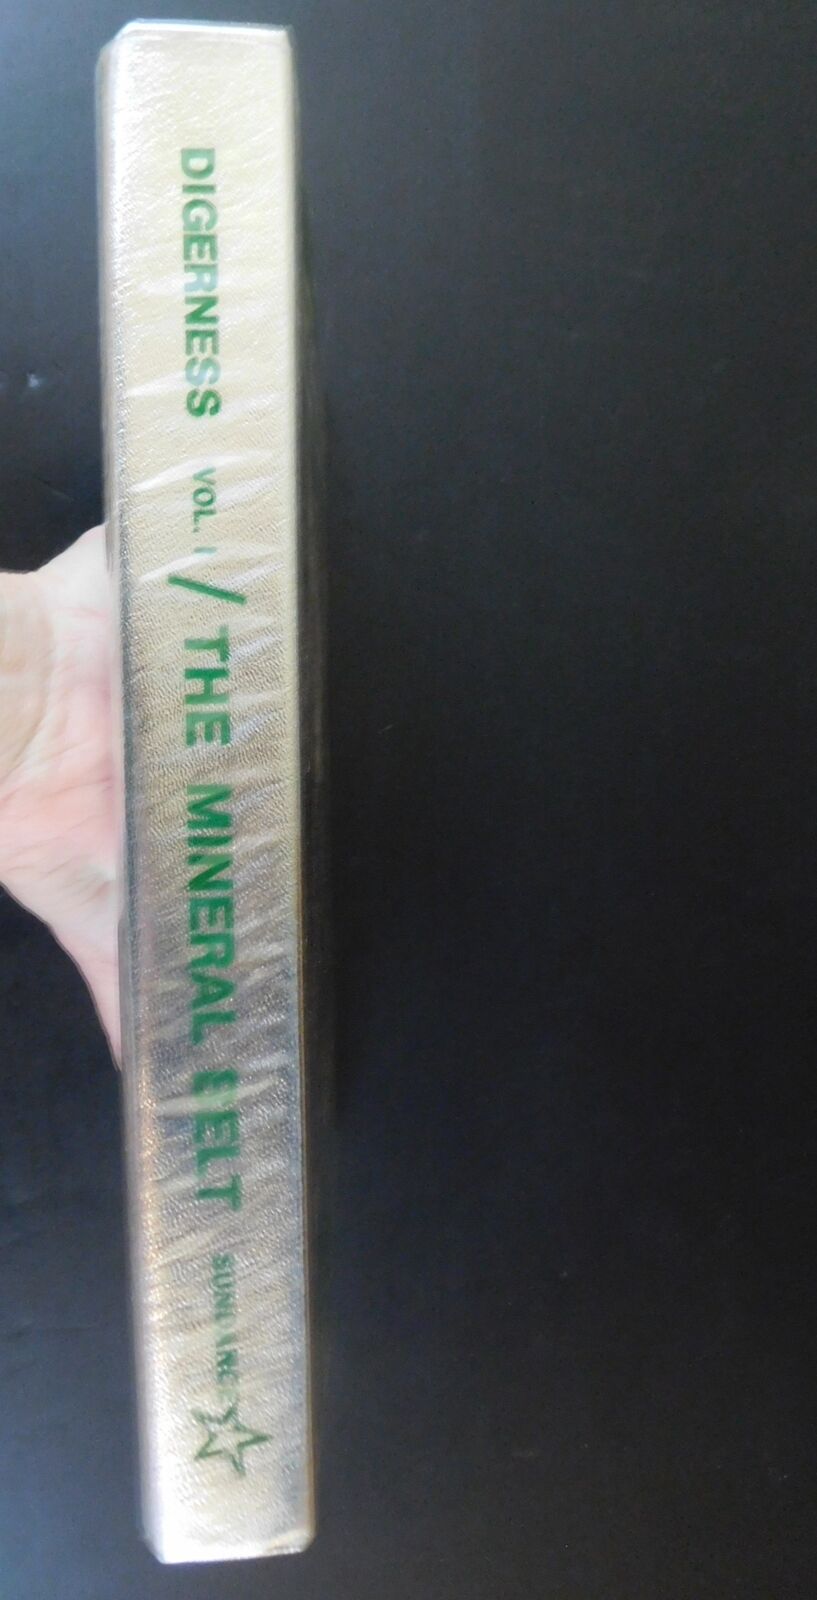 DIGERNESS VOL. I / THE MINERAL BELT SUNDANCE